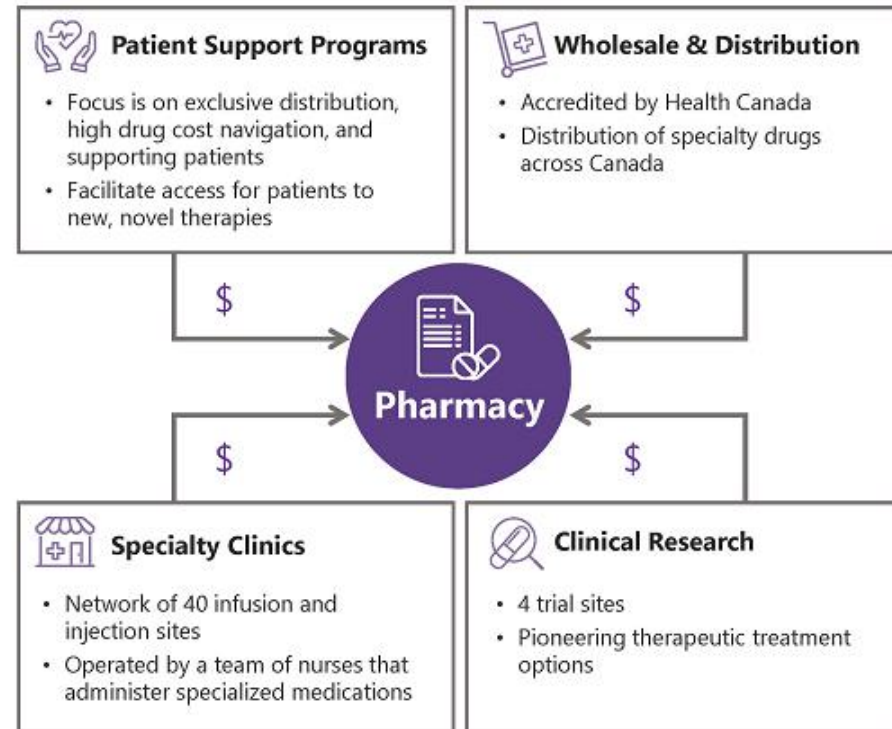 Patient Support Programs
• Focus is on exclusive distribution,
high drug cost navigation, and
supporting patients
• Facilitate access for patients to
new, novel therapies
Wholesale & Distribution
• Accredited by Health Canada
• Distribution of specialty drugs
across Canada
$
$
Pharmacy
$
$
Specialty Clinics
• Network of 40 infusion and
injection sites
• Operated by a team of nurses that
administer specialized medications
Clinical Research
• 4 trial sites
• Pioneering therapeutic treatment
options